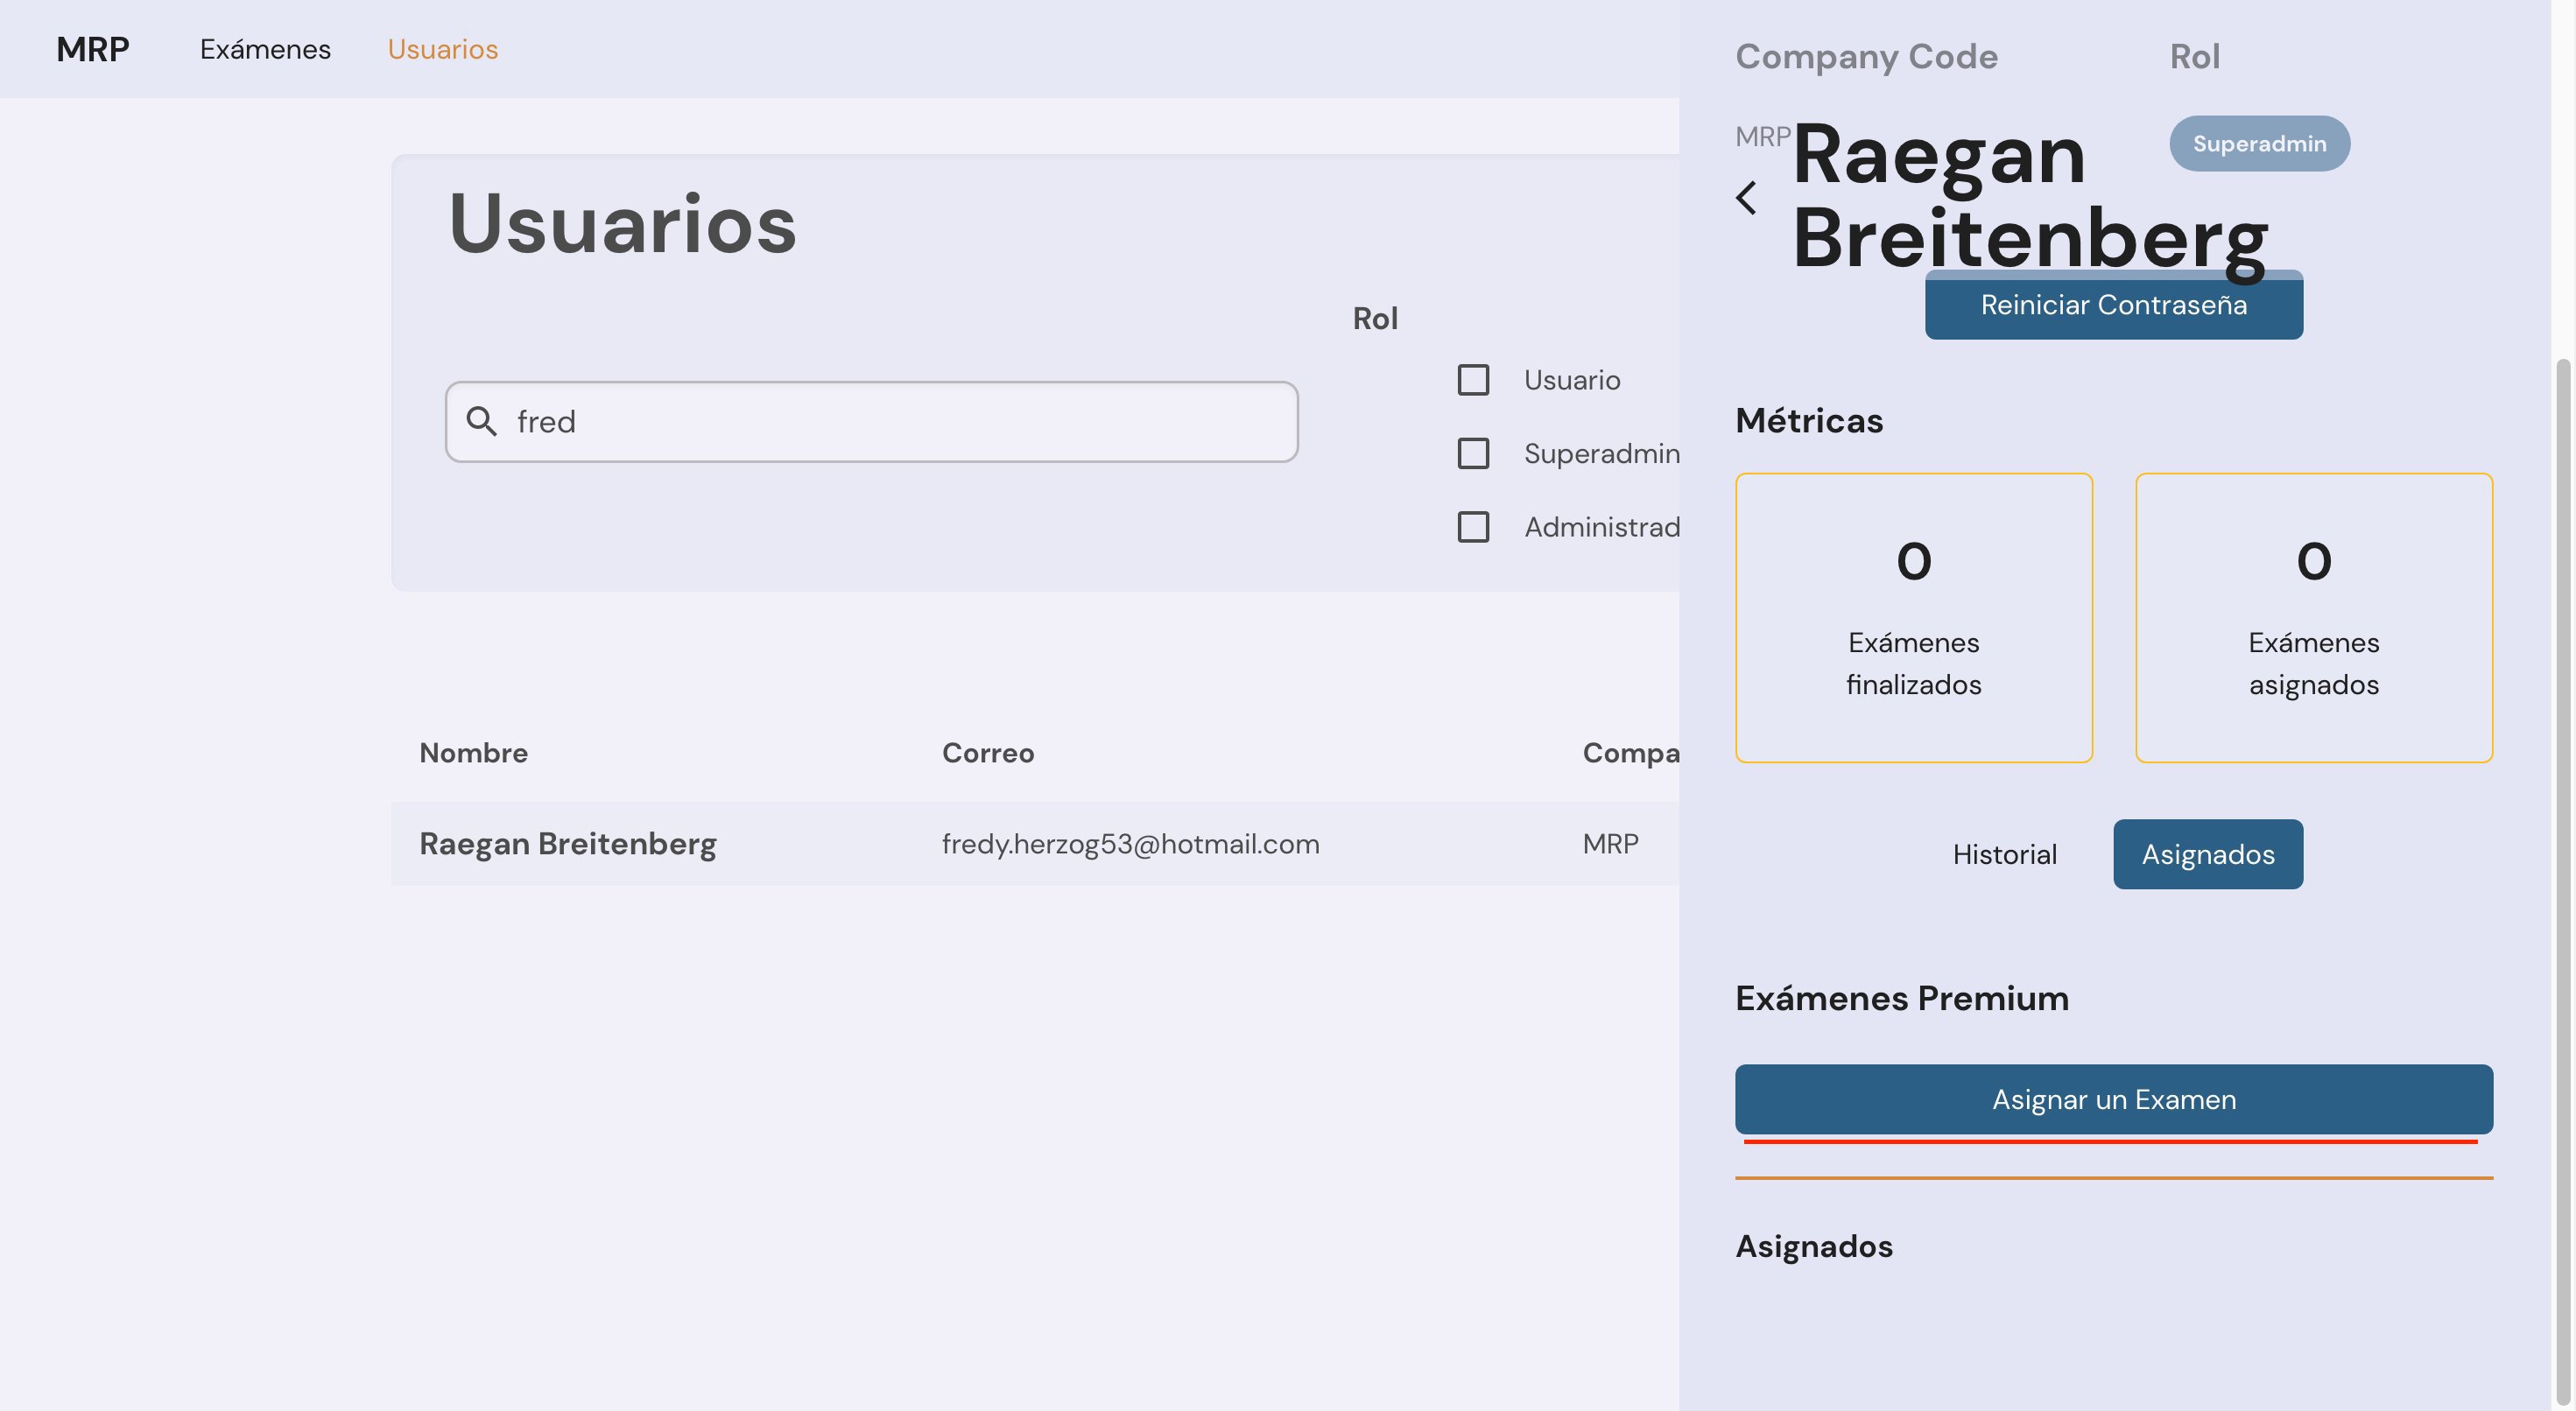 MRP
Exámenes
Usuarios
Usuarios
fred
Rol
Usuario
Superadmin
Administrad
Nombre
Correo
Compa
Raegan Breitenberg
fredy.herzog53@hotmail.com
MRP
Company Code
Rol
MRP
Superadmin
Raegan
Breitenberg
Reiniciar Contraseña
Métricas
0
Exámenes
finalizados
0
Exámenes
asignados
Historial
Asignados
Exámenes Premium
Asignar un Examen
Asignados